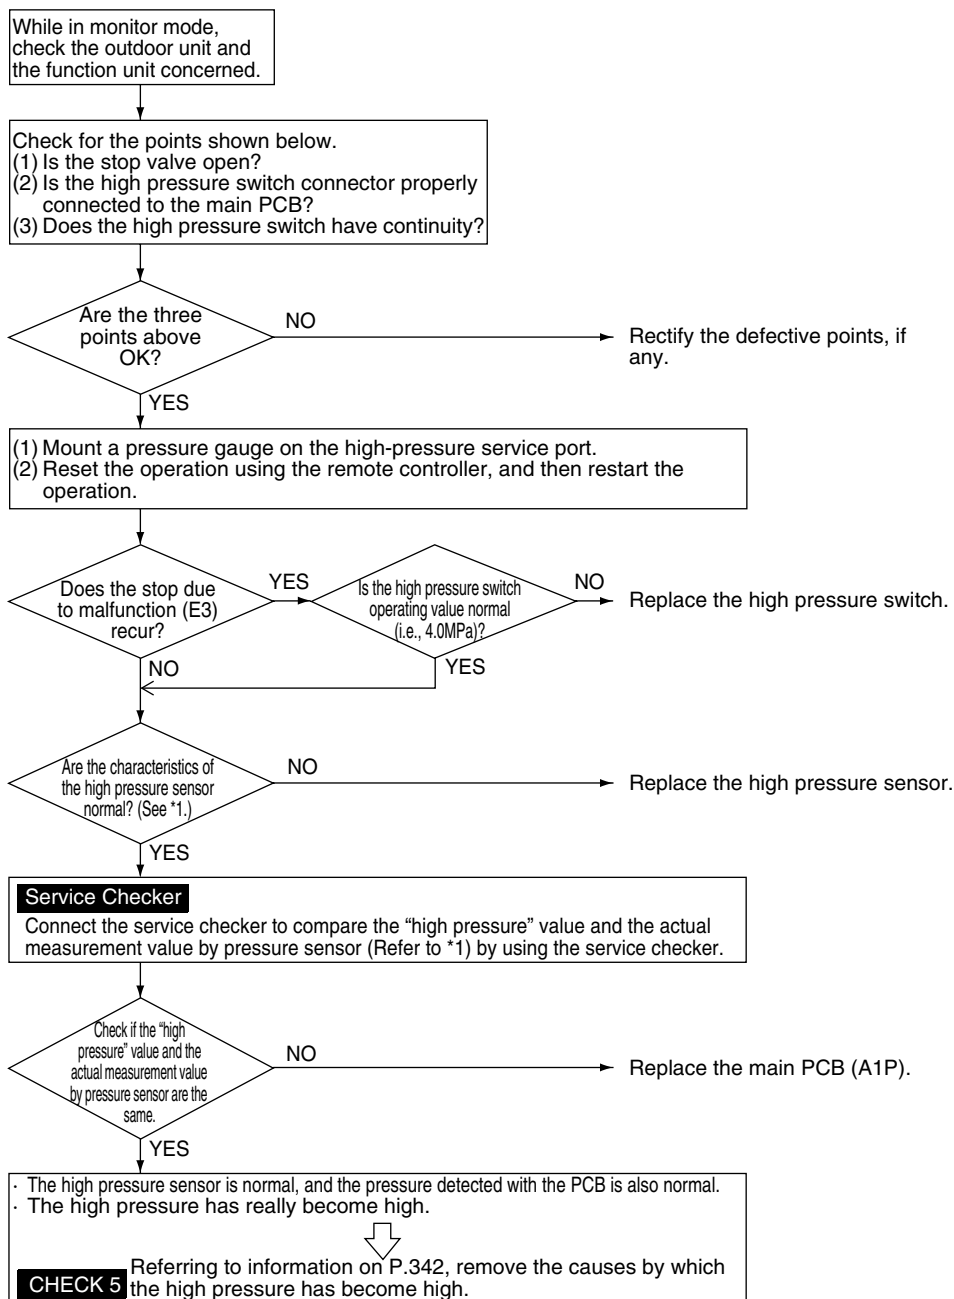 While in monitor mode,
check the outdoor unit and
the function unit concerned.
Check for the points shown below.
(1) Is the stop valve open?
(2) Is the high pressure switch connector properly
connected to the main PCB?
(3) Does the high pressure switch have continuity?
Are the three
points above
OK?
NO
Rectify the defective points, if
any.
YES
(1) Mount a pressure gauge on the high-pressure service port.
(2) Reset the operation using the remote controller, and then restart the
operation.
Does the stop due
to malfunction (E3)
recur?
YES
Is the high pressure switch
operating value normal
(i.e., 4.0MPa)?
NO
Replace the high pressure switch.
NO
YES
Are the characteristics of
the high pressure sensor
normal? (See *1.)
NO
Replace the high pressure sensor.
YES
Service Checker
Connect the service checker to compare the “high pressure” value and the actual
measurement value by pressure sensor (Refer to *1) by using the service checker.
Check if the “high
pressure” value and the
actual measurement value
by pressure sensor are the
same.
NO
Replace the main PCB (A1P).
YES
· The high pressure sensor is normal, and the pressure detected with the PCB is also normal.
· The high pressure has really become high.
CHECK 5 Referring to information on P.342, remove the causes by which
the high pressure has become high.